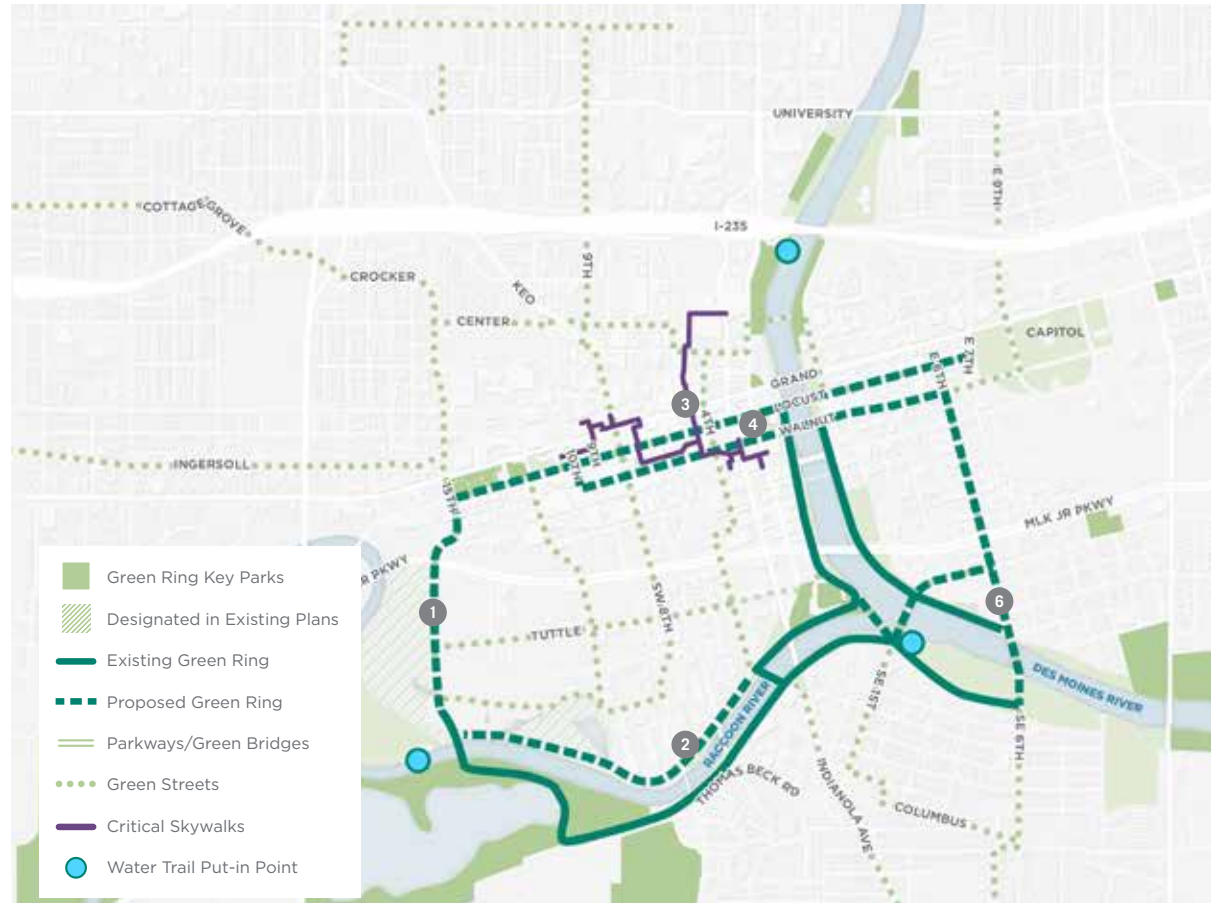 UNIVERSITY
E 9TH
COTTAGE GROVE
I-235
9TH
CROCKER
KEO
CENTER
CAPITOL
E 7TH
E 6TH
GRAND
LOCUST
3
4TH
4
WALNUT
9TH
10TH
INGERSOLL
15TH
MLK JR PKWY
R PKWY
1
SW 8TH
6
TUTTLE
DES MOINES RIVER
SE 1ST
RACCOON RIVER
2
SE 6TH
THOMAS BECK RD
INDIANOLA AVE
COLUMBUS
Green Ring Key Parks
Designated in Existing Plans
Existing Green Ring
Proposed Green Ring
Parkways/Green Bridges
Green Streets
Critical Skywalks
Water Trail Put-in Point